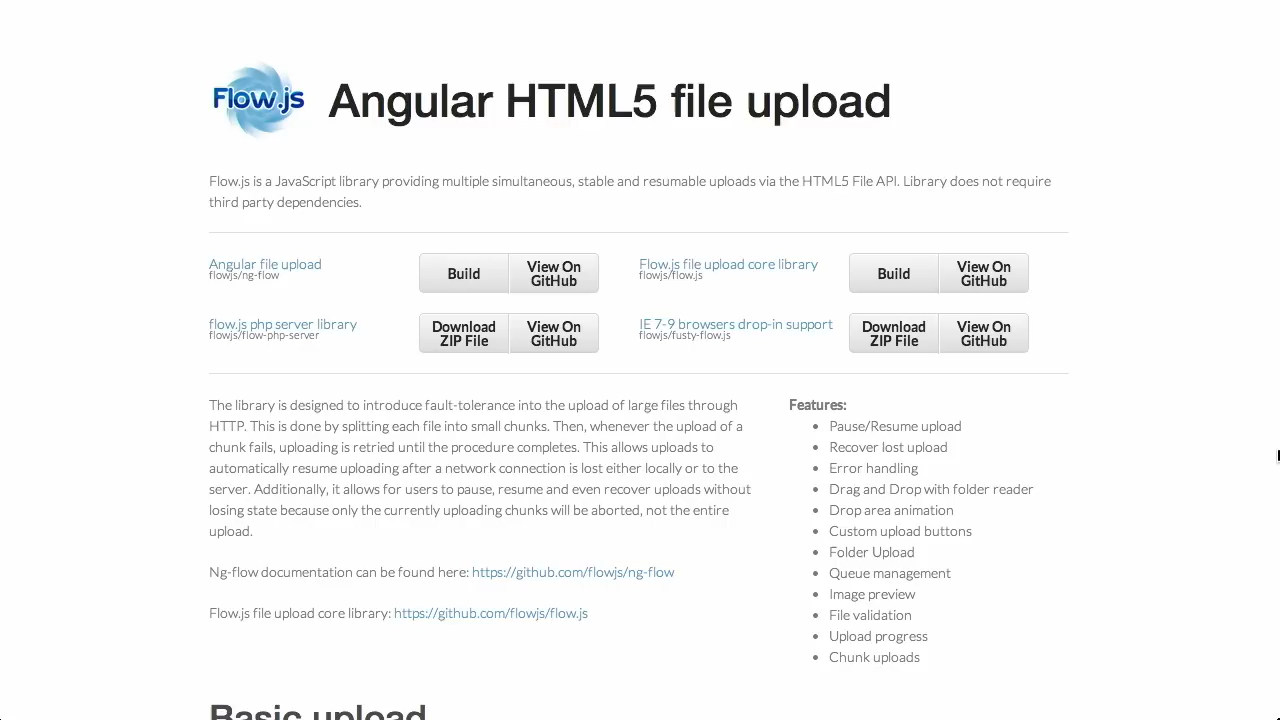 Flow.js
Angular HTML5 file upload
Flow.js is a JavaScript library providing multiple simultaneous, stable and resumable uploads via the HTML5 File API. Library does not require
third party dependencies.
Angular file upload
flowjs/ng-flow
Build
View On
GitHub
Flow.js file upload core library
flowjs/flow.js
Build
View On
GitHub
flow.js php server library
flowjs/flow-php-server
Download
ZIP File
View On
GitHub
IE 7-9 browsers drop-in support
flowjs/fusty-flow.js
Download
ZIP File
View On
GitHub
The library is designed to introduce fault-tolerance into the upload of large files through
HTTP. This is done by splitting each file into small chunks. Then, whenever the upload of a
chunk fails, uploading is retried until the procedure completes. This allows uploads to
automatically resume uploading after a network connection is lost either locally or to the
server. Additionally, it allows for users to pause, resume and even recover uploads without
losing state because only the currently uploading chunks will be aborted, not the entire
upload.
Ng-flow documentation can be found here: https://github.com/flowjs/ng-flow
Flow.js file upload core library: https://github.com/flowjs/flow.js
Features:
Pause/Resume upload
Recover lost upload
Error handling
Drag and Drop with folder reader
Drop area animation
Custom upload buttons
Folder Upload
Queue management
Image preview
File validation
Upload progress
Chunk uploads
Basic upload